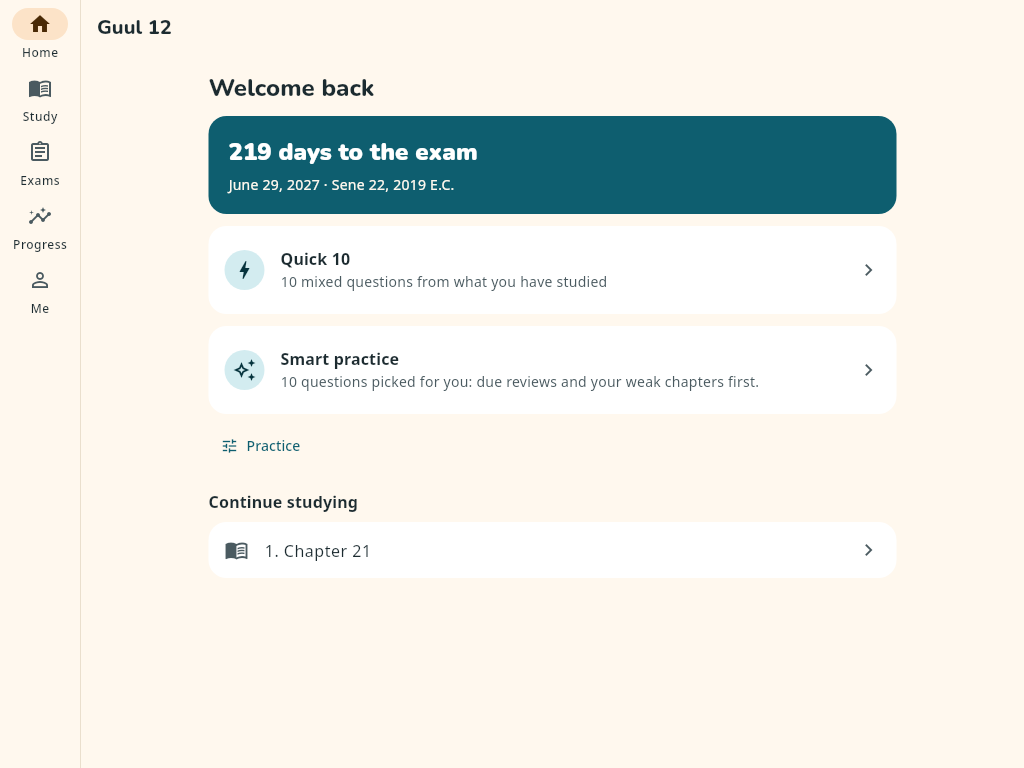 Guul 12
Home
Study
Exams
Progress
Me
Welcome back
219 days to the exam
June 29, 2027 · Sene 22, 2019 E.C.
Quick 10
10 mixed questions from what you have studied
Smart practice
10 questions picked for you: due reviews and your weak chapters first.
Practice
Continue studying
1. Chapter 21